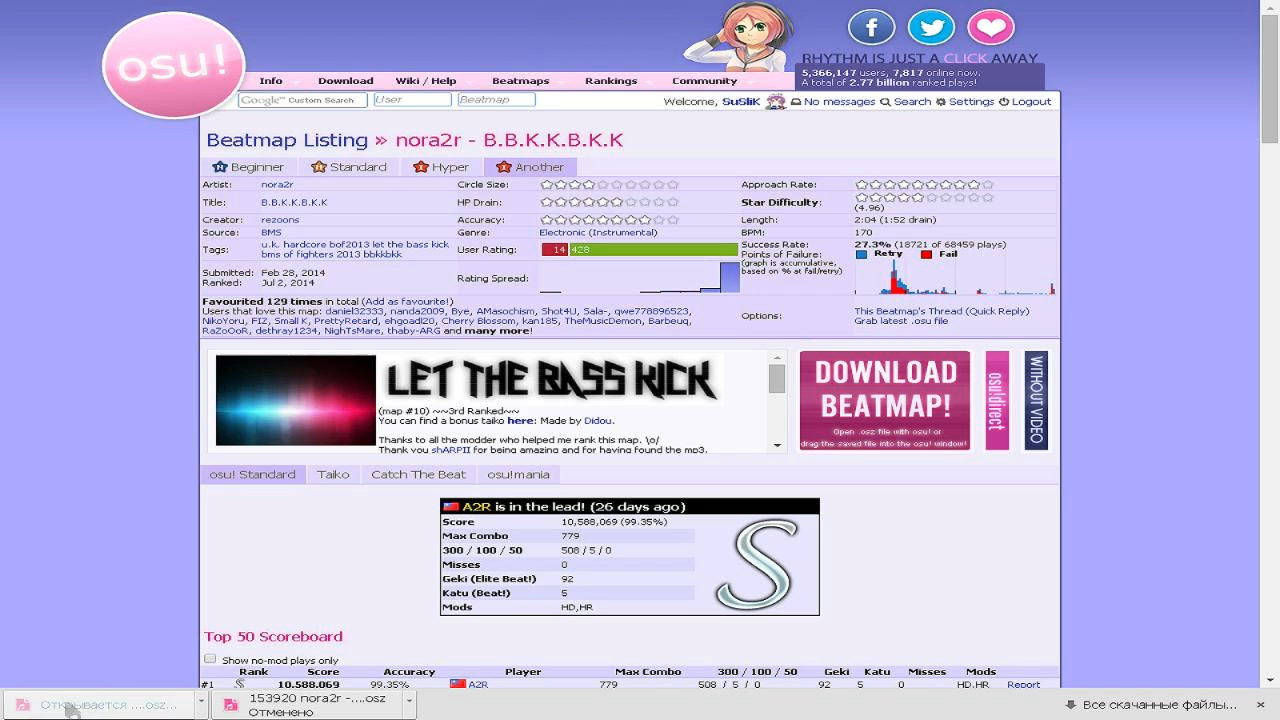 osu!
RHYTHM IS JUST A CLICK AWAY
5,366,147 users, 7,817 online now.
A total of 2.77 billion ranked plays!
Info Download Wiki / Help Beatmaps Rankings Community
Google™ Custom Search User Beatmap Welcome, SuSliK No messages Search Settings Logout
Beatmap Listing » nora2r - B.B.K.K.B.K.K
Beginner Standard Hyper Another
Artist: nora2r Circle Size: Approach Rate:
Title: B.B.K.K.B.K.K HP Drain: Star Difficulty:
(4.96)
Creator: rezoons Accuracy: Length: 2:04 (1:52 drain)
Source: BMS Genre: Electronic (Instrumental) BPM: 170
Tags: u.k. hardcore bof2013 let the bass kick
bms of fighters 2013 bbkkbkk
User Rating: 14 428
Success Rate: 27.3% (18721 of 68459 plays)
Points of Failure:
(graph is accumulative,
based on % at fail/retry)
Retry Fail
Submitted: Feb 28, 2014
Ranked: Jul 2, 2014
Rating Spread:
Favourited 129 times in total (Add as favourite!)
Users that love this map: daniel32333, nanda2009, Bye, AMasochism, Shot4U, Sala-, qwe778896523,
NikoYoru, FIZ, Small K, PrettyRetard, ehgoad20, Cherry Blossom, kan185, TheMusicDemon, Barbeuq,
RaZoOoR, dethray1234, NighTsMare, thaby-ARG and many more!
Options: This Beatmap's Thread (Quick Reply)
Grab latest .osu file
LET THE BASS KICK
(map #10) ~~3rd Ranked~~
You can find a bonus taiko here: Made by Didou.
Thanks to all the modder who helped me rank this map. \o/
Thank you shARPII for being amazing and for having found the mp3.
DOWNLOAD
BEATMAP!
Open .osz file with osu! or
drag the saved file into the osu! window!
osu!direct
WITHOUT VIDEO
osu! Standard Taiko Catch The Beat osu!mania
A2R is in the lead! (26 days ago)
Score 10,588,069 (99.35%)
Max Combo 779
300 / 100 / 50 508 / 5 / 0
Misses 0
Geki (Elite Beat!) 92
Katu (Beat!) 5
Mods HD,HR
S
Top 50 Scoreboard
Show no-mod plays only
Rank Score Accuracy Player Max Combo 300 / 100 / 50 Geki Katu Misses Mods
#1 S 10,588,069 99.35% A2R 779 508 / 5 / 0 92 5 0 HD,HR Report
Открывается ....osz...
153920 nora2r -....osz
Отменено
Все скачанные файлы...